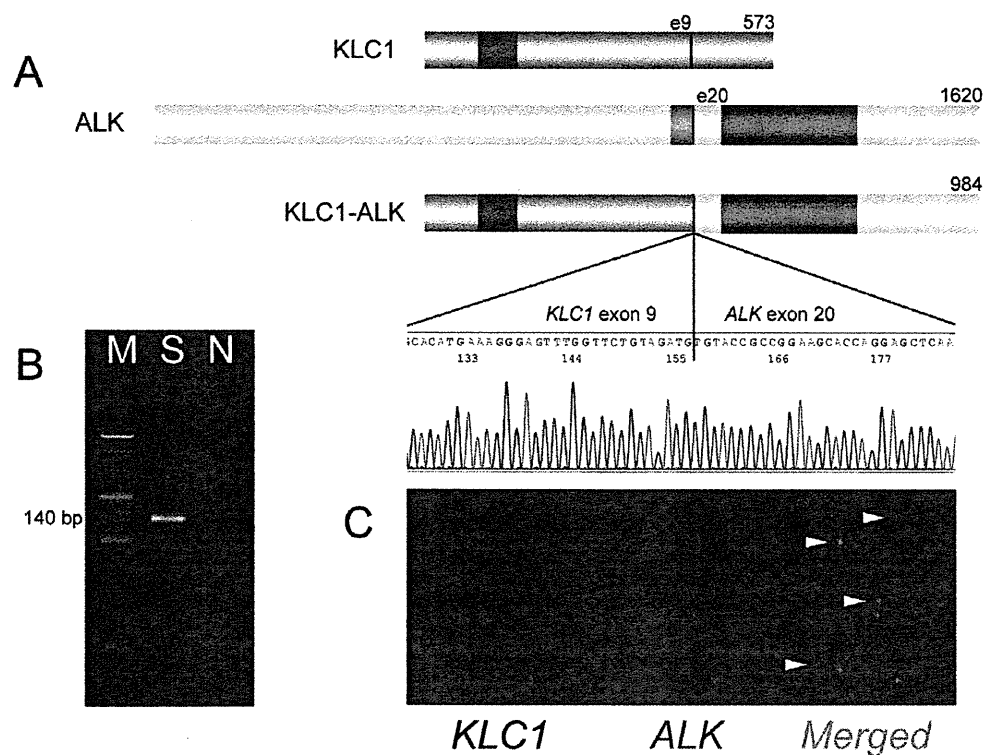 A
KLC1
e9
573
ALK
e20
1620
KLC1-ALK
984
KLC1 exon 9
ALK exon 20
GCACATGAAAGGGAGTTTGGTTCTGTAGATGTGTACCGCCGGAAGCACCAGGAGCTCAA
133 144 155 166 177
B
M S N
140 bp
C
KLC1 ALK Merged